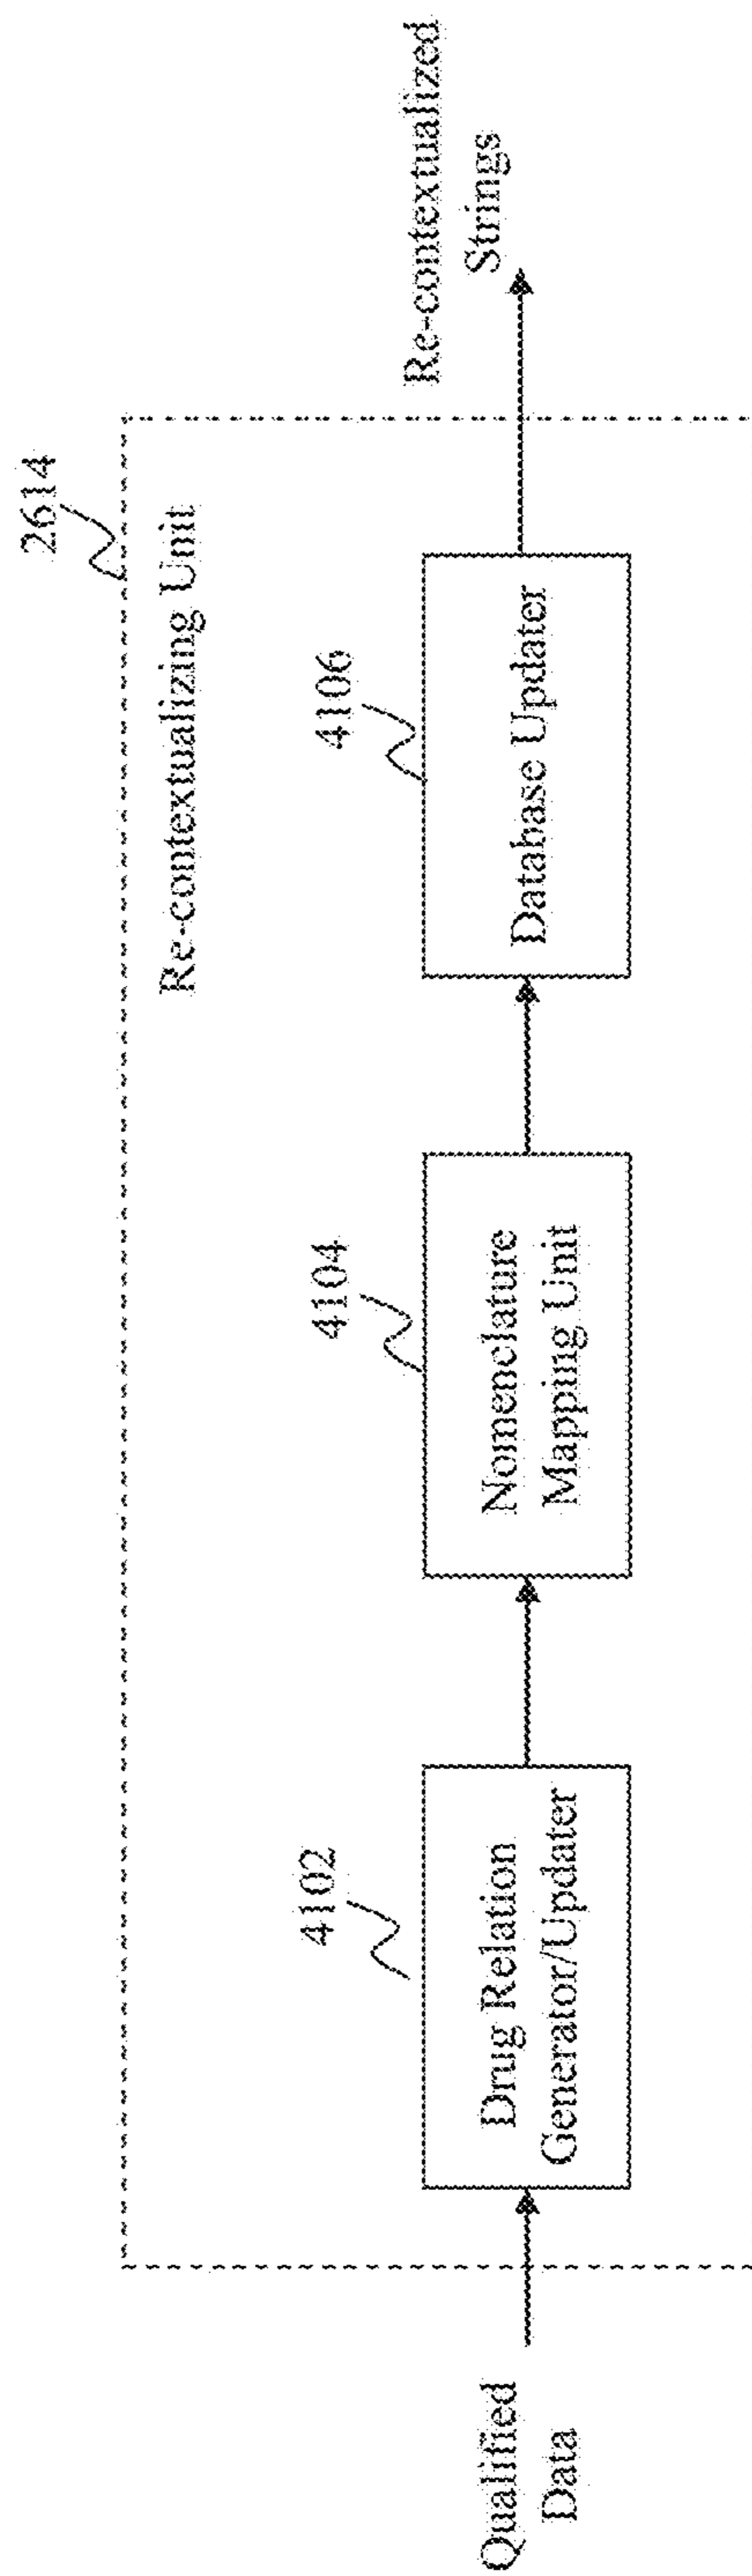 2614
Re-contextualizing Unit
Qualified
Data
4102
Drug Relation
Generator/Updater
4104
Nomenclature
Mapping Unit
4106
Database Updater
Re-contextualized
Strings